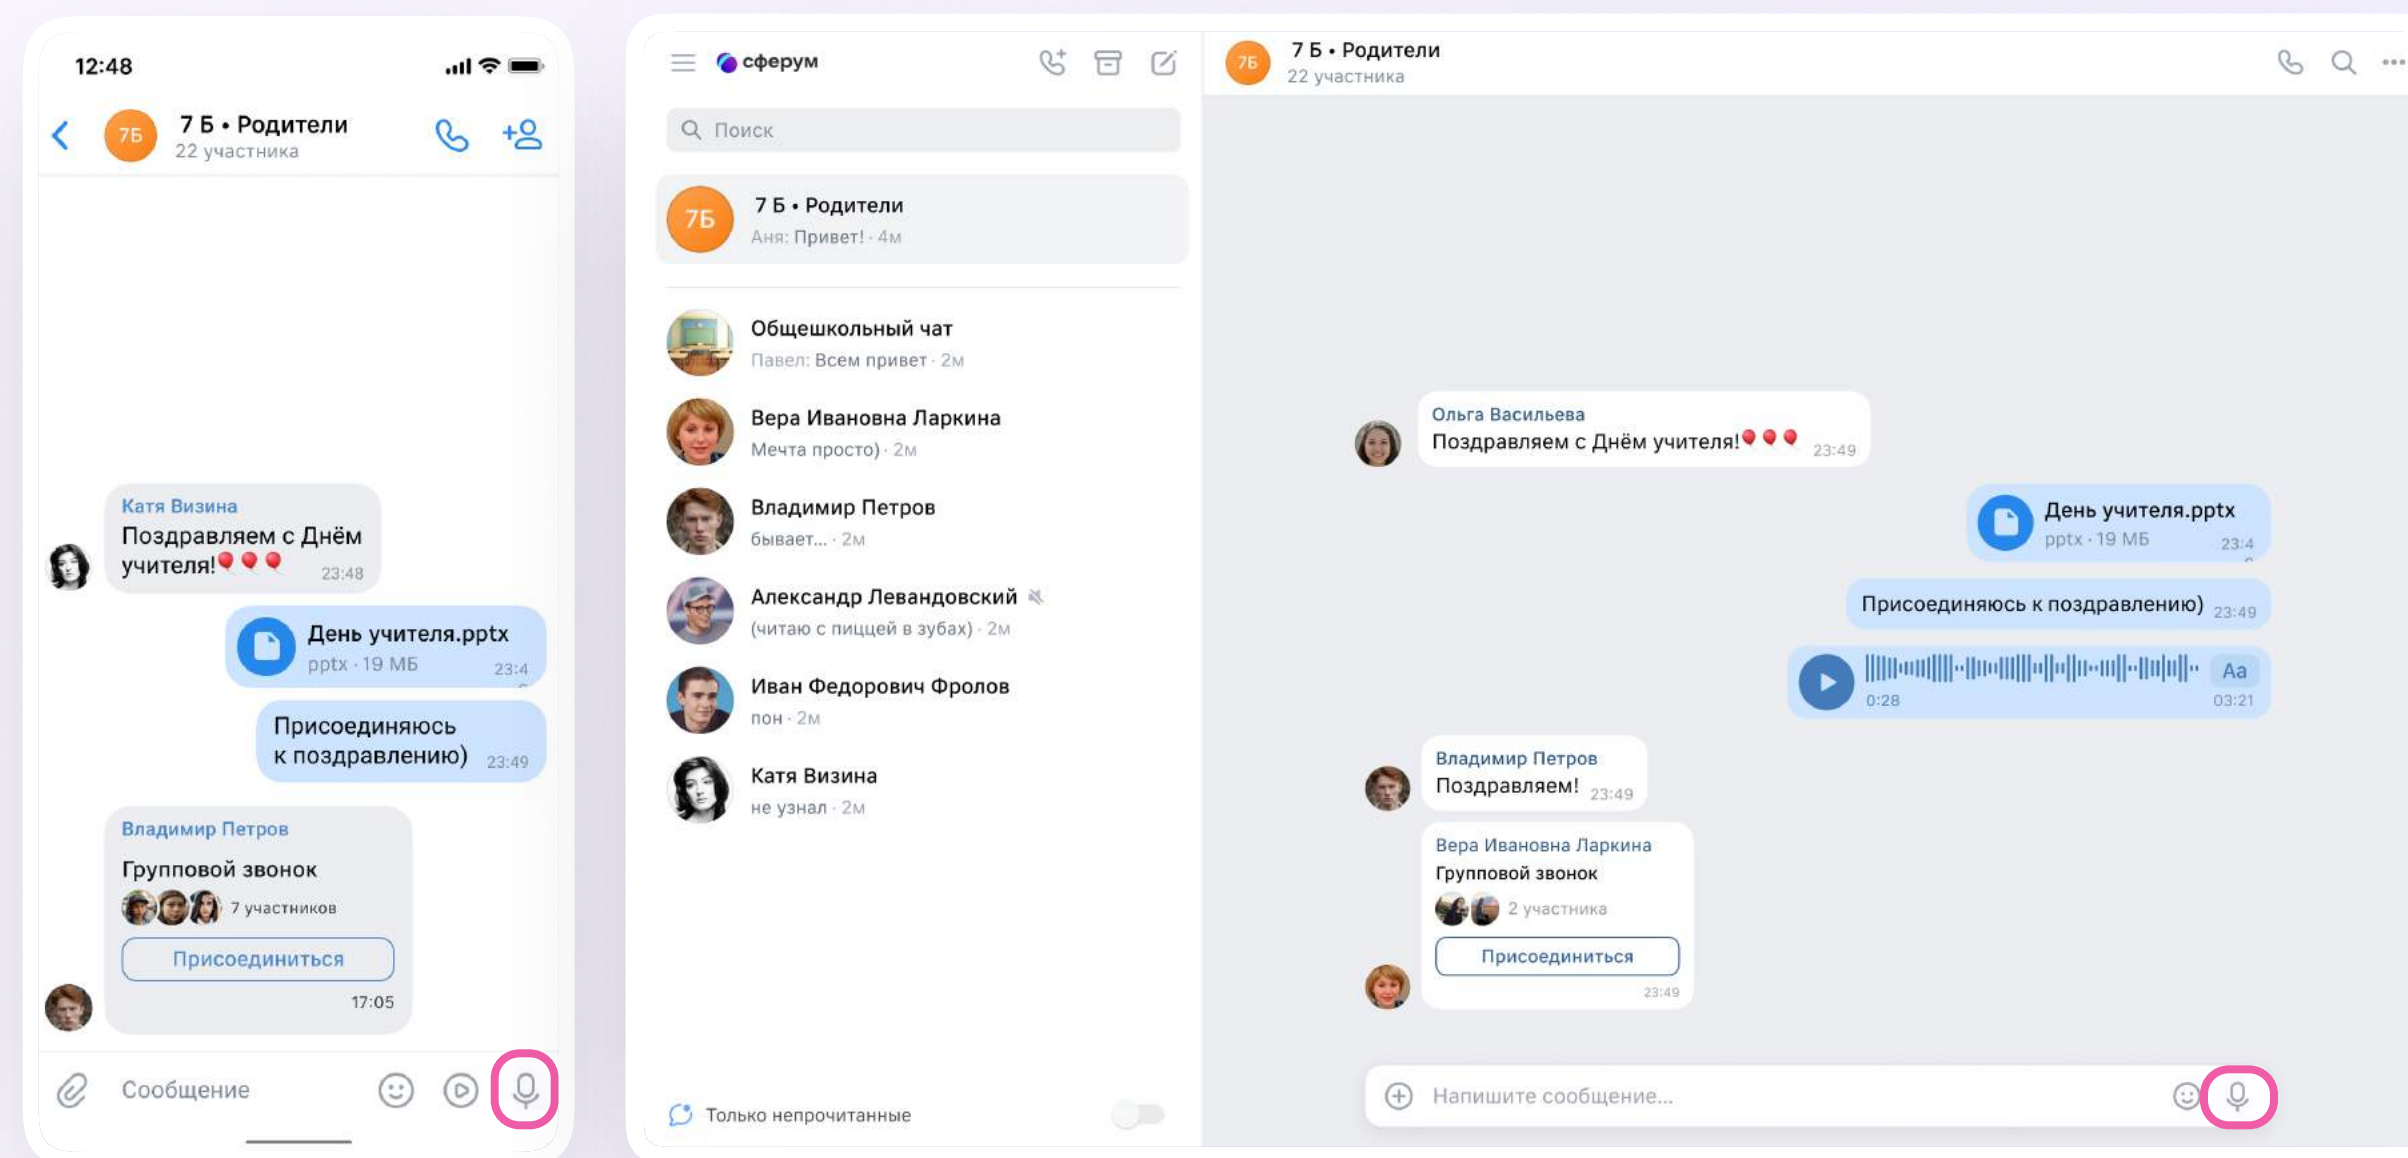 12:48
7Б
7 Б • Родители
22 участника
Катя Визина
Поздравляем с Днём
учителя!🎈🎈🎈 23:48
День учителя.pptx
pptx · 19 МБ 23:4
Присоединяюсь
к поздравлению) 23:49
Владимир Петров
Групповой звонок
7 участников
Присоединиться
17:05
Сообщение
сферум
Поиск
7Б
7 Б • Родители
Аня: Привет! · 4м
Общешкольный чат
Павел: Всем привет · 2м
Вера Ивановна Ларкина
Мечта просто) · 2м
Владимир Петров
бывает... · 2м
Александр Левандовский
(читаю с пиццей в зубах) · 2м
Иван Федорович Фролов
пон · 2м
Катя Визина
не узнал · 2м
Только непрочитанные
7Б
7 Б • Родители
22 участника
Ольга Васильева
Поздравляем с Днём учителя!🎈🎈🎈 23:49
День учителя.pptx
pptx · 19 МБ 23:4
Присоединяюсь к поздравлению) 23:49
Аа
0:28 03:21
Владимир Петров
Поздравляем! 23:49
Вера Ивановна Ларкина
Групповой звонок
2 участника
Присоединиться
23:49
Напишите сообщение...